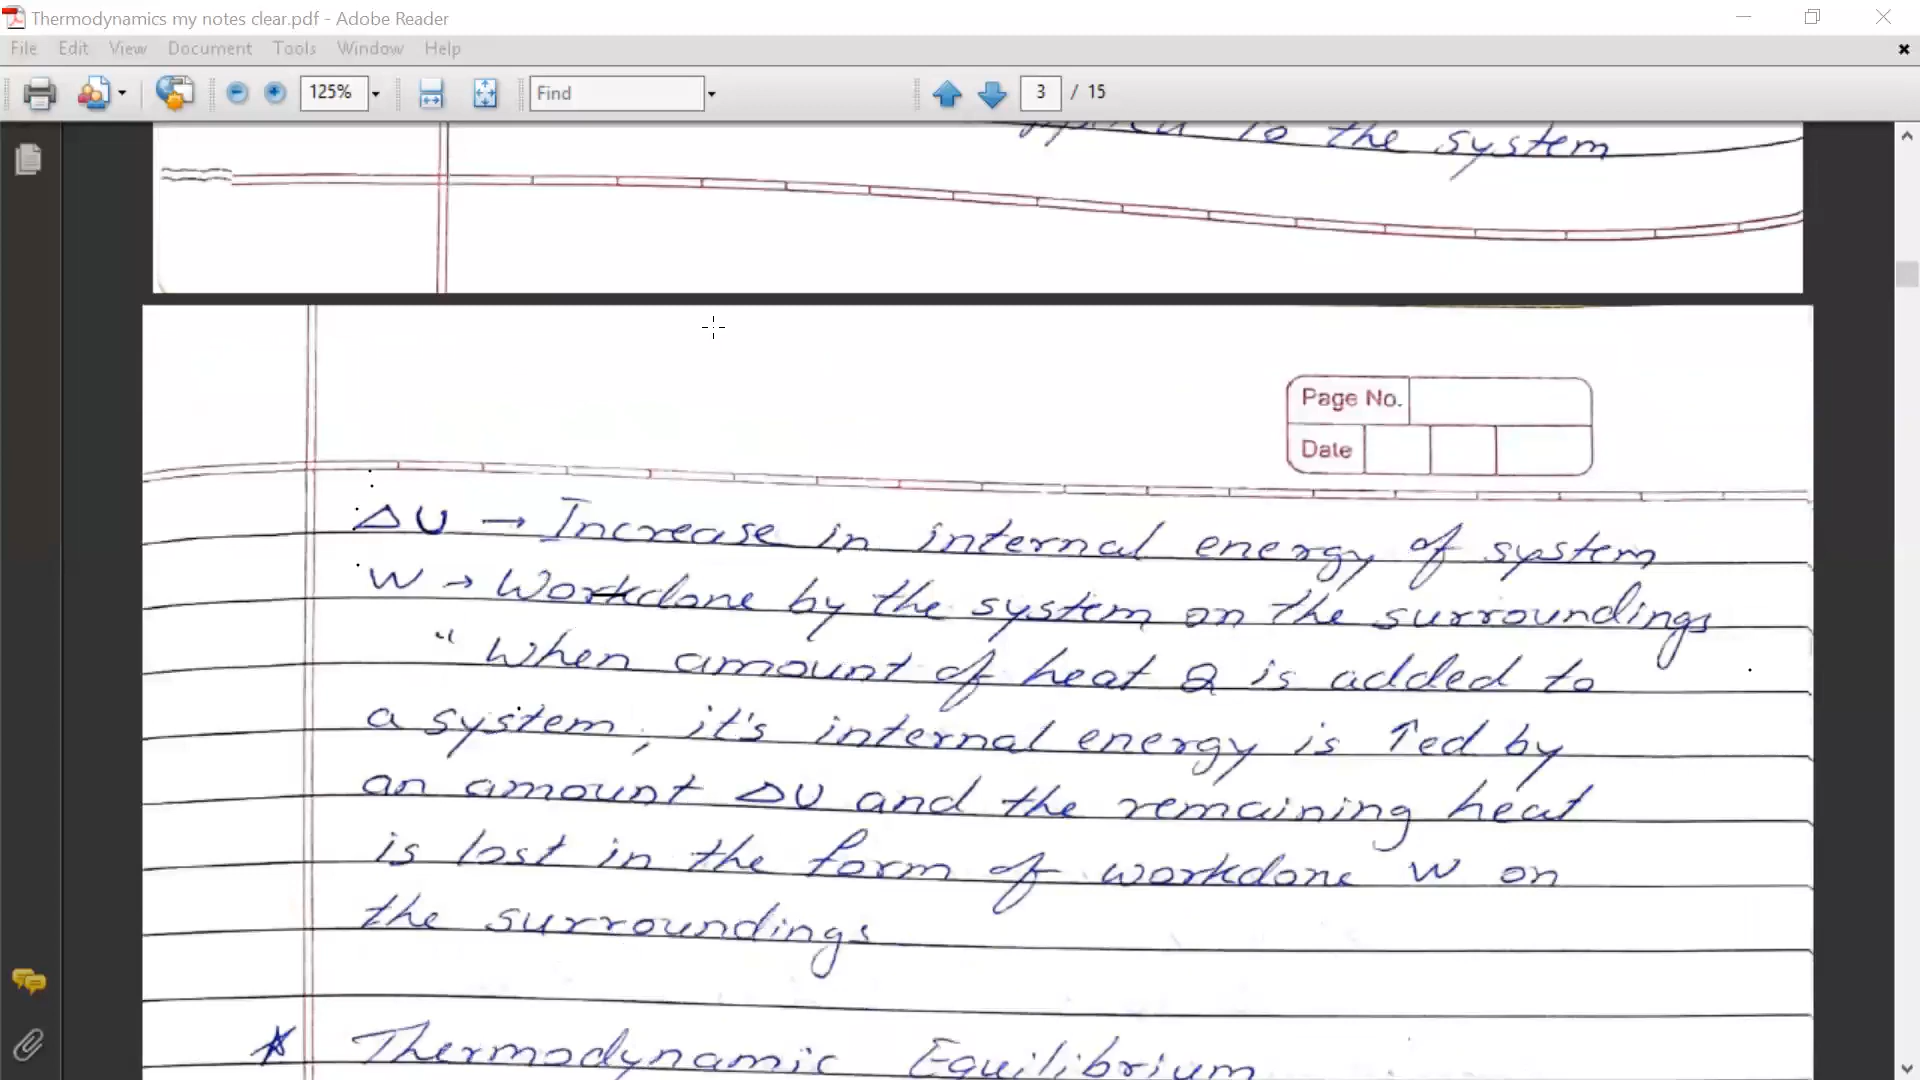 Thermodynamics my notes clear.pdf - Adobe Reader
File Edit View Document Tools Window Help
125% Find 3 / 15
to the system
Page No.
Date
ΔU → Increase in internal energy of system
W → Workdone by the system on the surroundings
" When amount of heat Q is added to
a system, it's internal energy is ↑ed by
an amount ΔU and the remaining heat
is lost in the form of workdone W on
the surroundings
* Thermodynamic Equilibrium